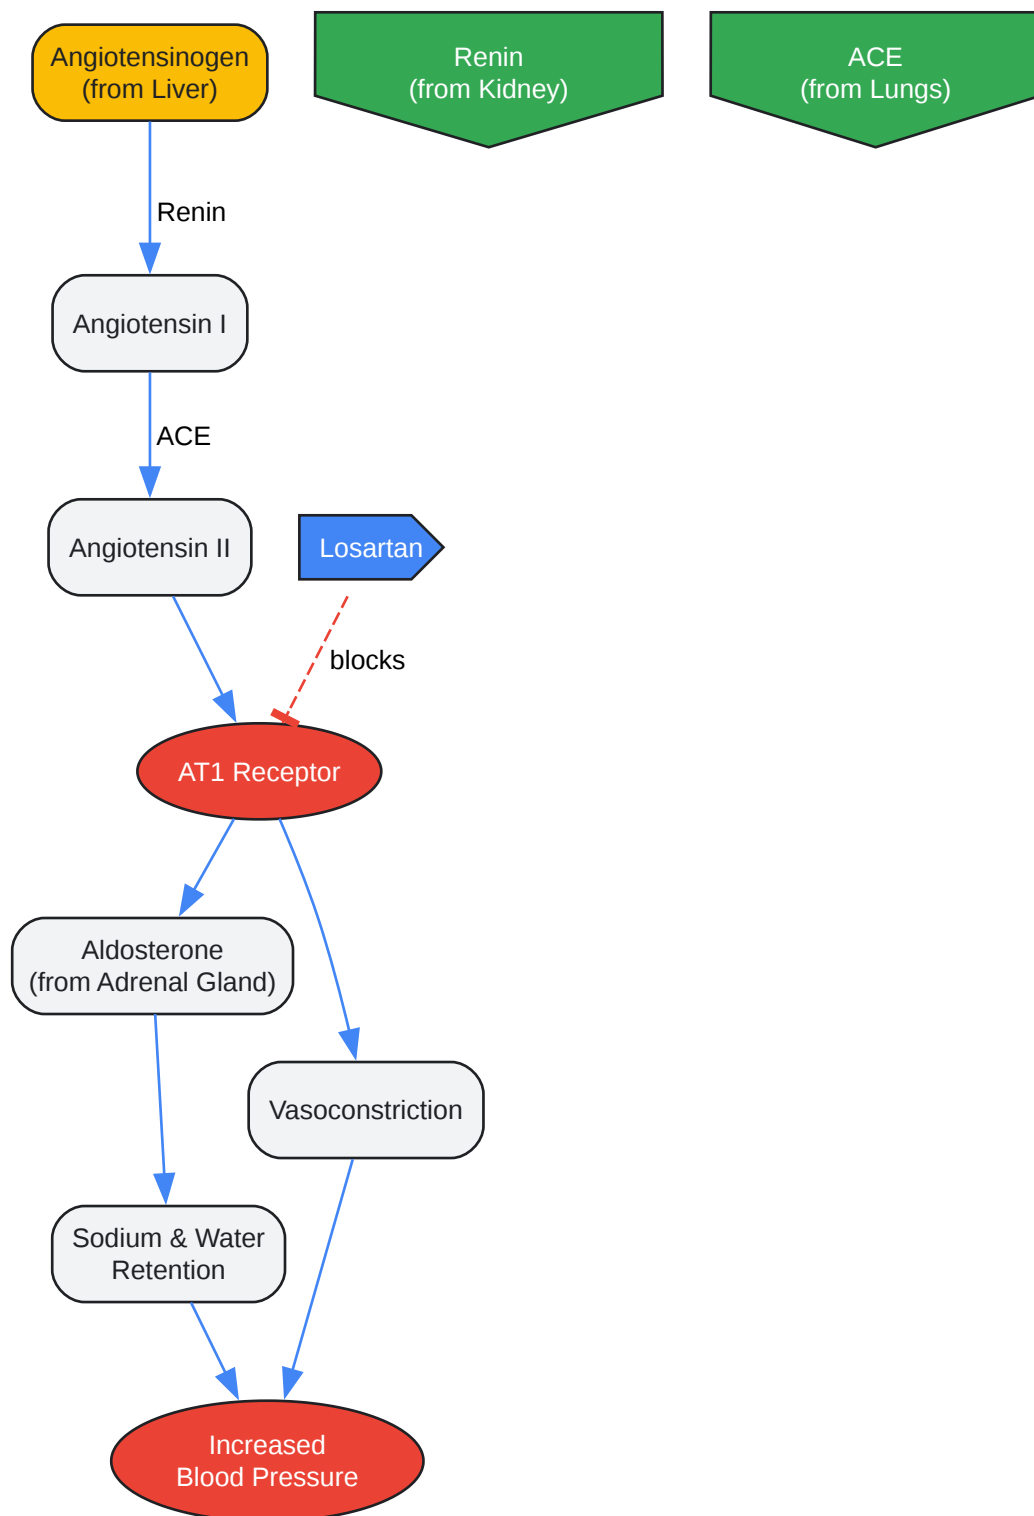 Angiotensinogen
(from Liver)
Renin
(from Kidney)
ACE
(from Lungs)
Renin
Angiotensin I
ACE
Angiotensin II
Losartan
blocks
AT1 Receptor
Aldosterone
(from Adrenal Gland)
Vasoconstriction
Sodium & Water
Retention
Increased
Blood Pressure